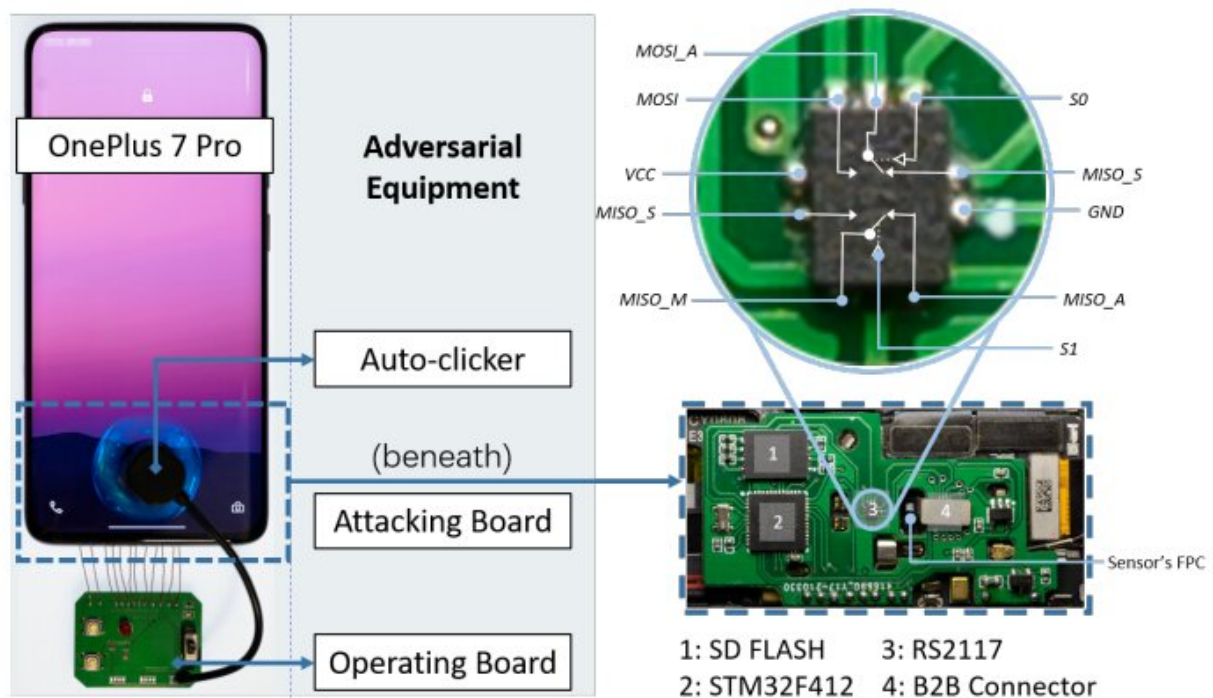 OnePlus 7 Pro
Adversarial
Equipment
Auto-clicker
(beneath)
Attacking Board
Operating Board
MOSI_A
MOSI
S0
VCC
MISO_S
MISO_S
GND
MISO_M
MISO_A
S1
1
2
3
4
Sensor's FPC
1: SD FLASH
3: RS2117
2: STM32F412
4: B2B Connector